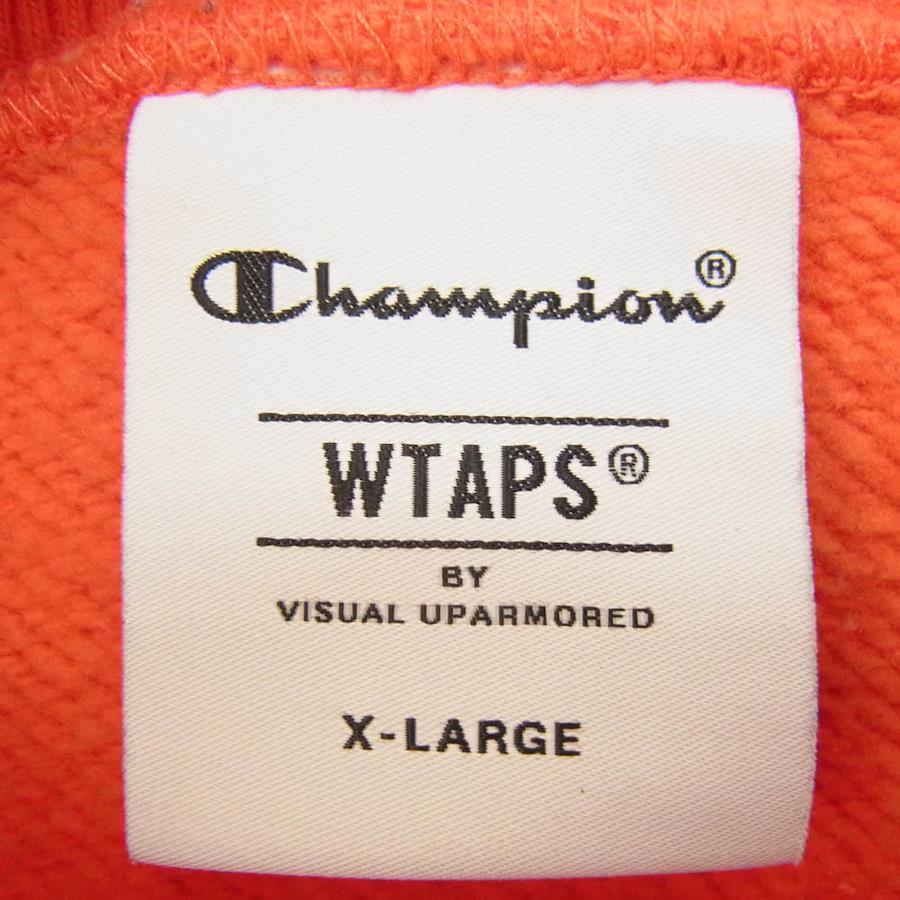 Champion®
WTAPS®
BY
VISUAL UPARMORED
X-LARGE